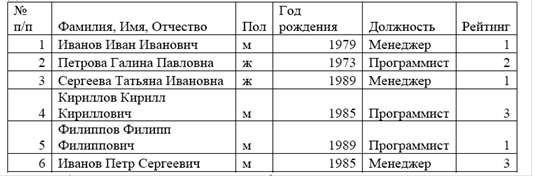 № п/п Фамилия, Имя, Отчество Пол Год рождения Должность Рейтинг
1 Иванов Иван Иванович м 1979 Менеджер 1
2 Петрова Галина Павловна ж 1973 Программист 2
3 Сергеева Татьяна Ивановна ж 1989 Менеджер 1
4 Кириллов Кирилл Кириллович м 1985 Программист 3
5 Филиппов Филипп Филиппович м 1989 Программист 1
6 Иванов Петр Сергеевич м 1985 Менеджер 3